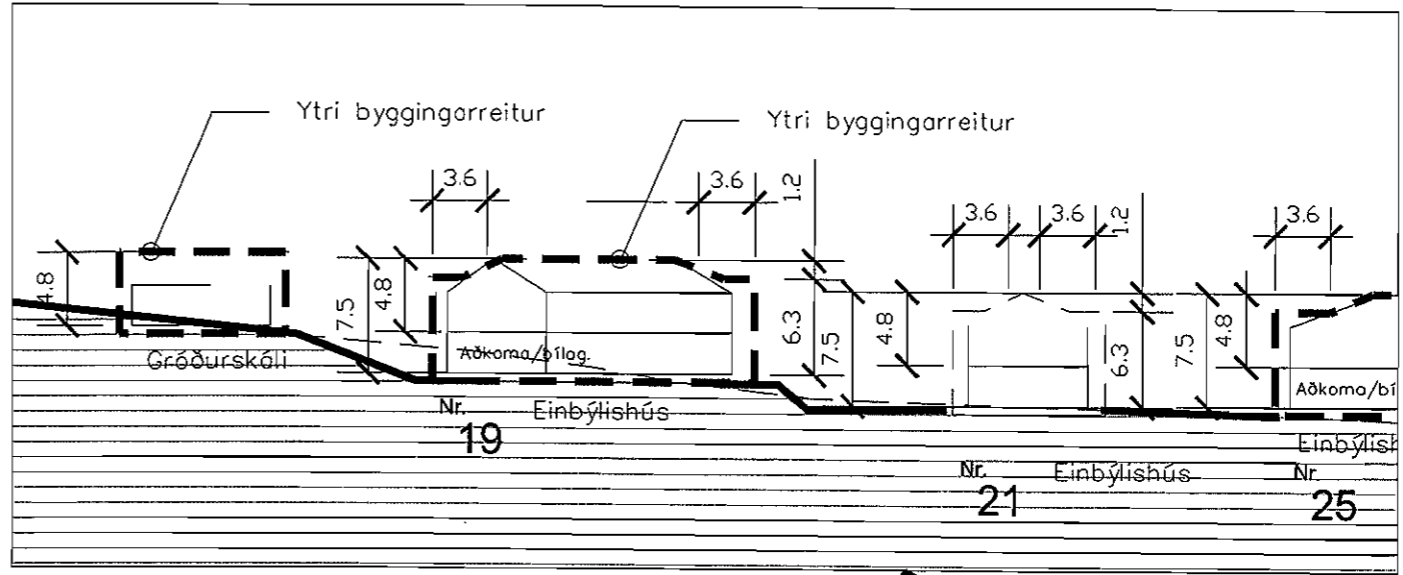 Ytri byggingarreitur
Ytri byggingarreitur
3.6
3.6
1.2
3.6
3.6
1.2
3.6
4.8
7.5
4.8
6.3
7.5
4.8
6.3
7.5
4.8
Gróðurskáli
Aðkoma/bílag.
Aðkoma/bí
Nr. Einbýlishús
19
Einbýlish
Nr. Einbýlishús
21
Nr.
25